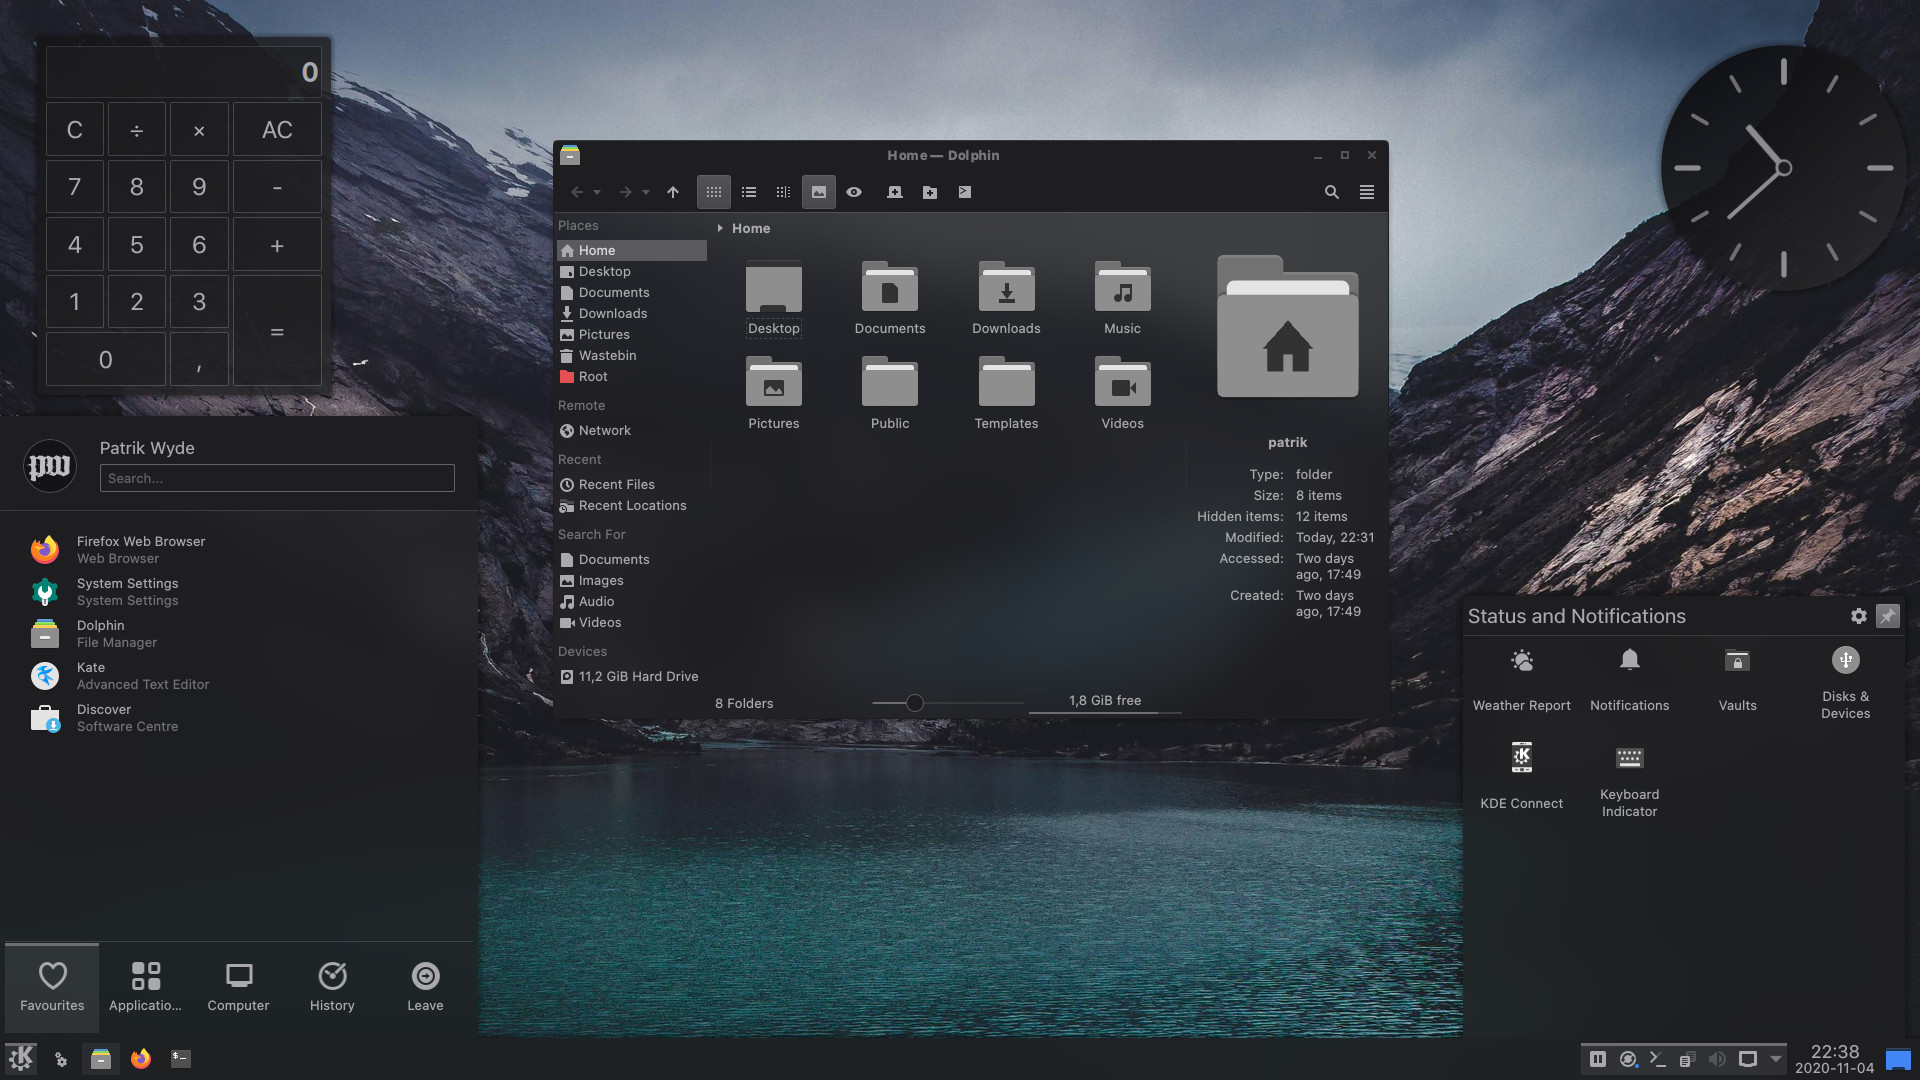 0
C ÷ × AC
7 8 9 -
4 5 6 +
1 2 3
=
0 ,
Patrik Wyde
Search...
Firefox Web Browser
Web Browser
System Settings
System Settings
Dolphin
File Manager
Kate
Advanced Text Editor
Discover
Software Centre
Favourites
Applicatio...
Computer
History
Leave
Home — Dolphin
Places
Home
Desktop
Documents
Downloads
Pictures
Wastebin
Root
Remote
Network
Recent
Recent Files
Recent Locations
Search For
Documents
Images
Audio
Videos
Devices
11,2 GiB Hard Drive
Home
Desktop
Documents
Downloads
Music
Pictures
Public
Templates
Videos
patrik
Type: folder
Size: 8 items
Hidden items: 12 items
Modified: Today, 22:31
Accessed: Two days
ago, 17:49
Created: Two days
ago, 17:49
8 Folders
1,8 GiB free
Status and Notifications
Weather Report
Notifications
Vaults
Disks &
Devices
KDE Connect
Keyboard
Indicator
22:38
2020-11-04